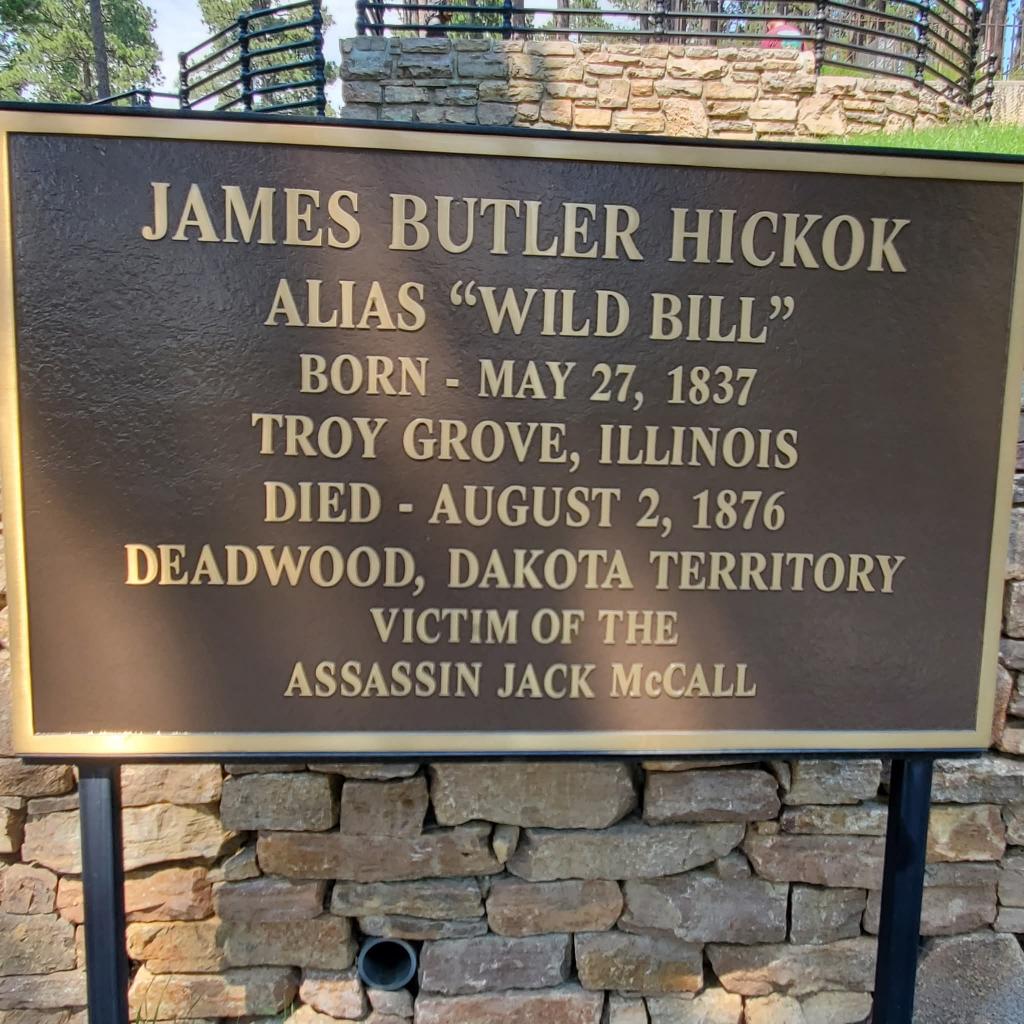 JAMES BUTLER HICKOK
ALIAS “WILD BILL”
BORN - MAY 27, 1837
TROY GROVE, ILLINOIS
DIED - AUGUST 2, 1876
DEADWOOD, DAKOTA TERRITORY
VICTIM OF THE
ASSASSIN JACK McCALL